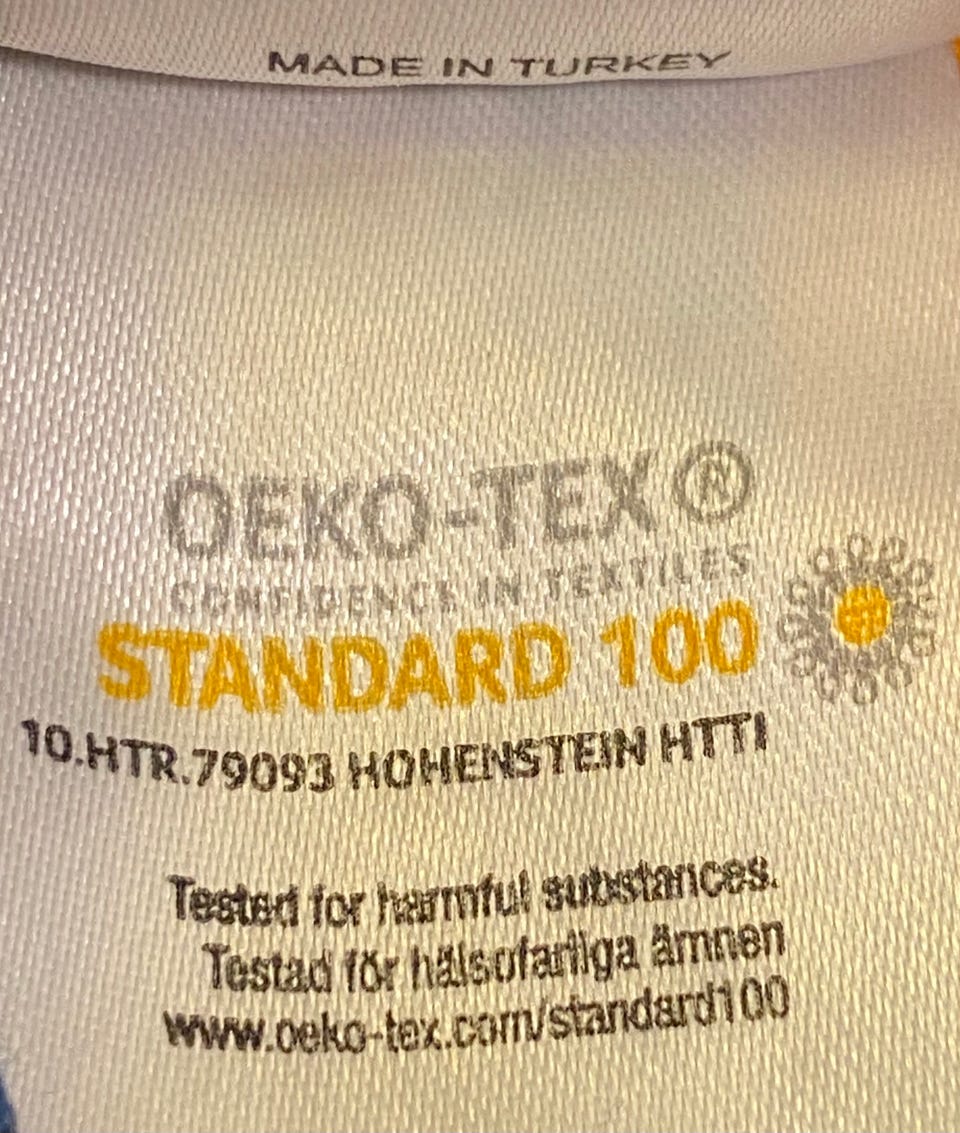 MADE IN TURKEY
OEKO-TEX®
CONFIDENCE IN TEXTILES
STANDARD 100
10.HTR.79093 HOHENSTEIN HTTI
Tested for harmful substances.
Testad för hälsofarliga ämnen
www.oeko-tex.com/standard100